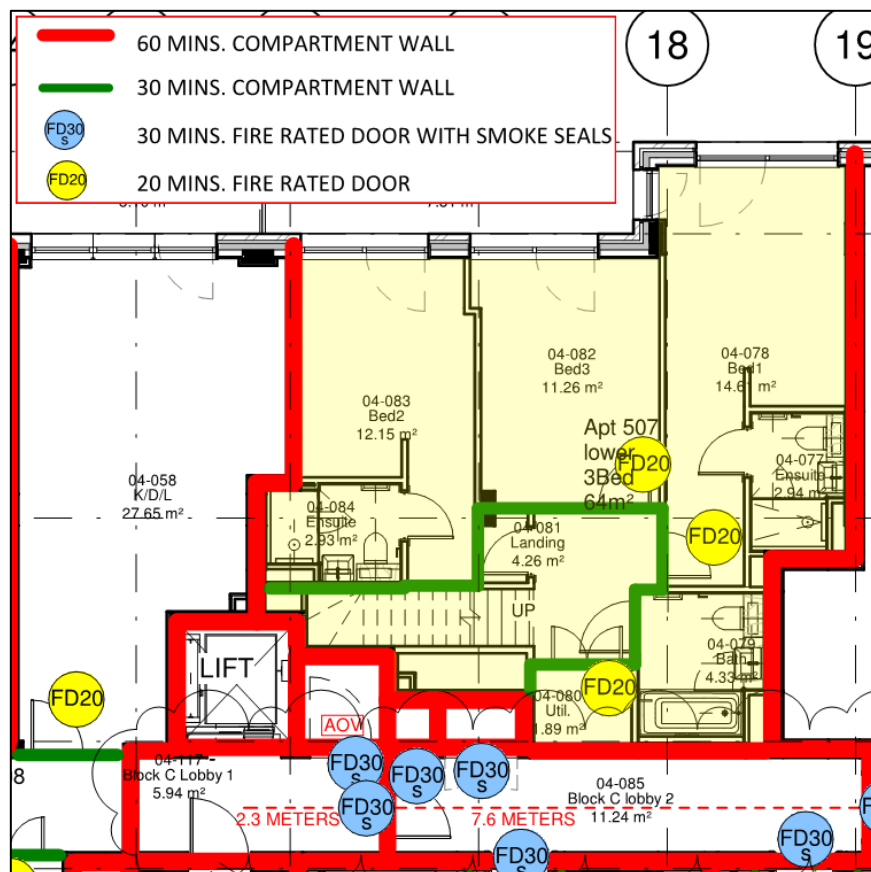 60 MINS. COMPARTMENT WALL
30 MINS. COMPARTMENT WALL
FD30
S
30 MINS. FIRE RATED DOOR WITH SMOKE SEALS
FD20
20 MINS. FIRE RATED DOOR
18
19
04-082
Bed3
11.26 m²
04-078
Bed1
14.61 m²
04-083
Bed2
12.15 m²
Apt 507
lower
3Bed
64m²
FD20
04-077
Ensuite
2.94 m²
04-058
K/D/L
27.65 m²
04-084
Ensuite
2.93 m²
04-081
Landing
4.26 m²
FD20
UP
04-079
Bath
4.33 m²
LIFT
FD20
04-080
Util.
1.89 m²
FD20
AOV
04-117
Block C Lobby 1
5.94 m²
FD30
S
FD30
S
FD30
S
FD30
S
04-085
Block C lobby 2
11.24 m²
2.3 METERS
7.6 METERS
8
FD30
S
FD30
S